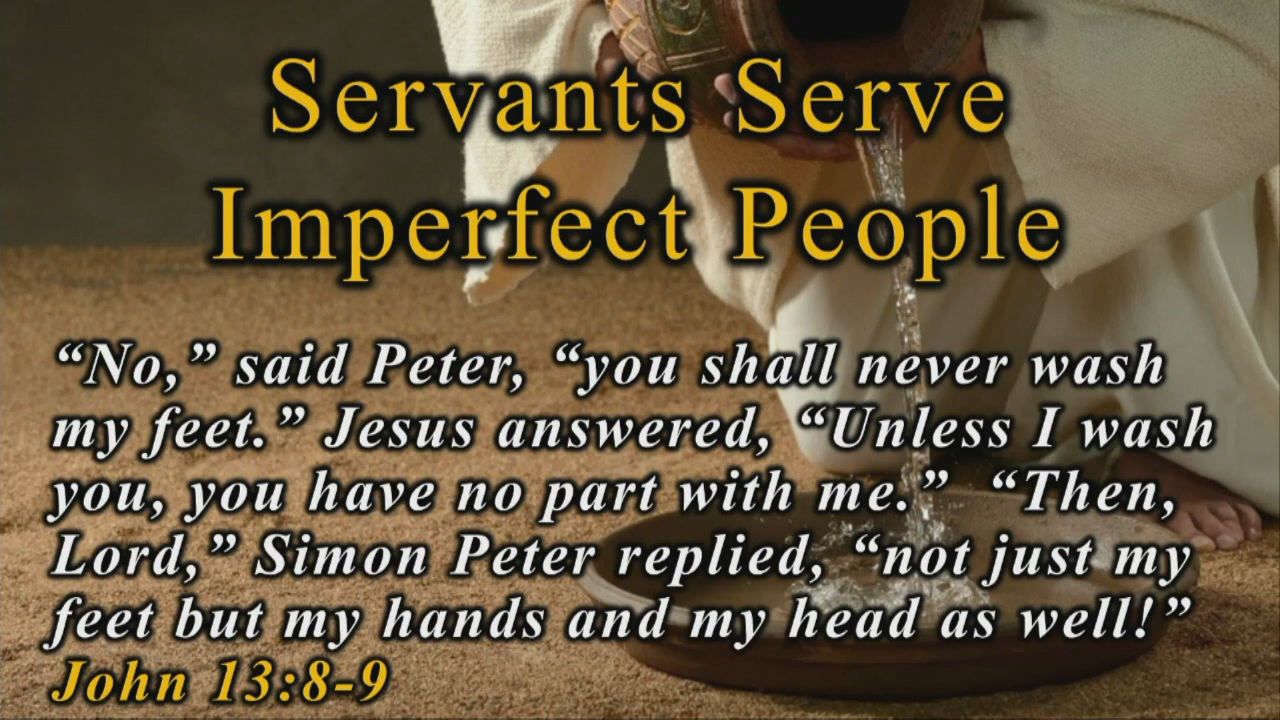 Servants Serve
Imperfect People
“No,” said Peter, “you shall never wash
my feet.” Jesus answered, “Unless I wash
you, you have no part with me.”  “Then,
Lord,” Simon Peter replied, “not just my
feet but my hands and my head as well!”
John 13:8-9